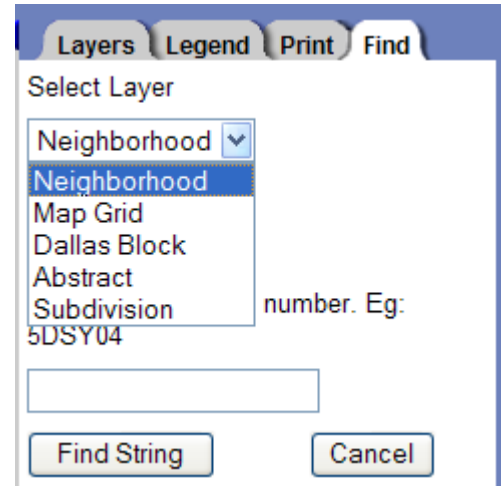 Layers Legend Print Find
Select Layer
Neighborhood
Neighborhood
Map Grid
Dallas Block
Abstract
Subdivision
number. Eg:
5DSY04
Find String Cancel